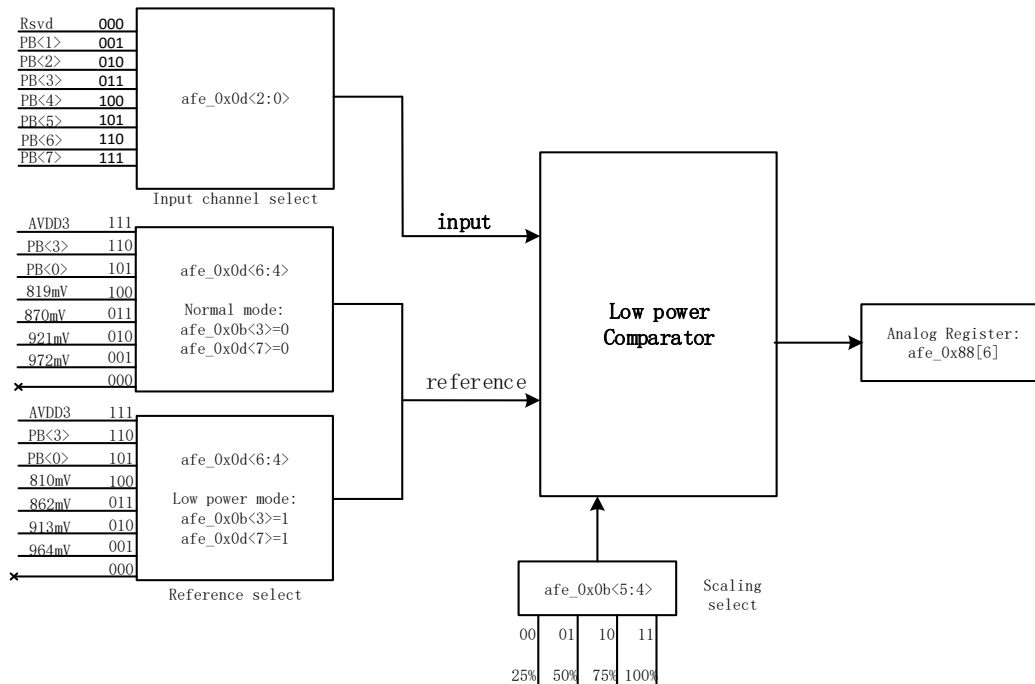 Rsvd 000
PB<1> 001
PB<2> 010
PB<3> 011
PB<4> 100
PB<5> 101
PB<6> 110
PB<7> 111
afe_0x0d<2:0>
Input channel select
AVDD3 111
PB<3> 110
PB<0> 101
819mV 100
870mV 011
921mV 010
972mV 001
000
afe_0x0d<6:4>
Normal mode:
afe_0x0b<3>=0
afe_0x0d<7>=0
AVDD3 111
PB<3> 110
PB<0> 101
810mV 100
862mV 011
913mV 010
964mV 001
000
afe_0x0d<6:4>
Low power mode:
afe_0x0b<3>=1
afe_0x0d<7>=1
Reference select
input
reference
Low power
Comparator
Analog Register:
afe_0x88[6]
afe_0x0b<5:4>
Scaling
select
00 01 10 11
25% 50% 75% 100%